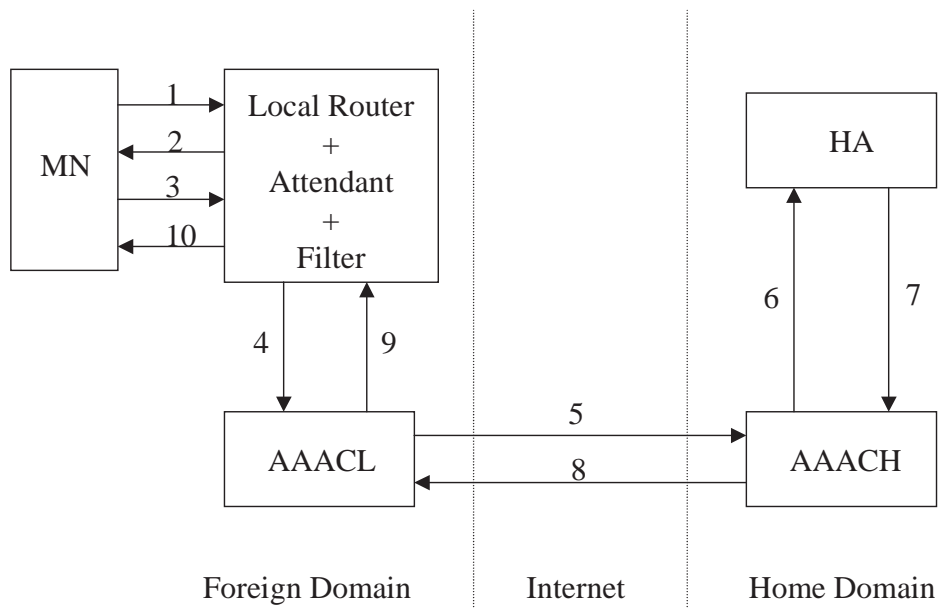 MN
1
2
3
10
Local Router
+
Attendant
+
Filter
HA
4
9
6
7
AAACL
5
8
AAACH
Foreign Domain
Internet
Home Domain